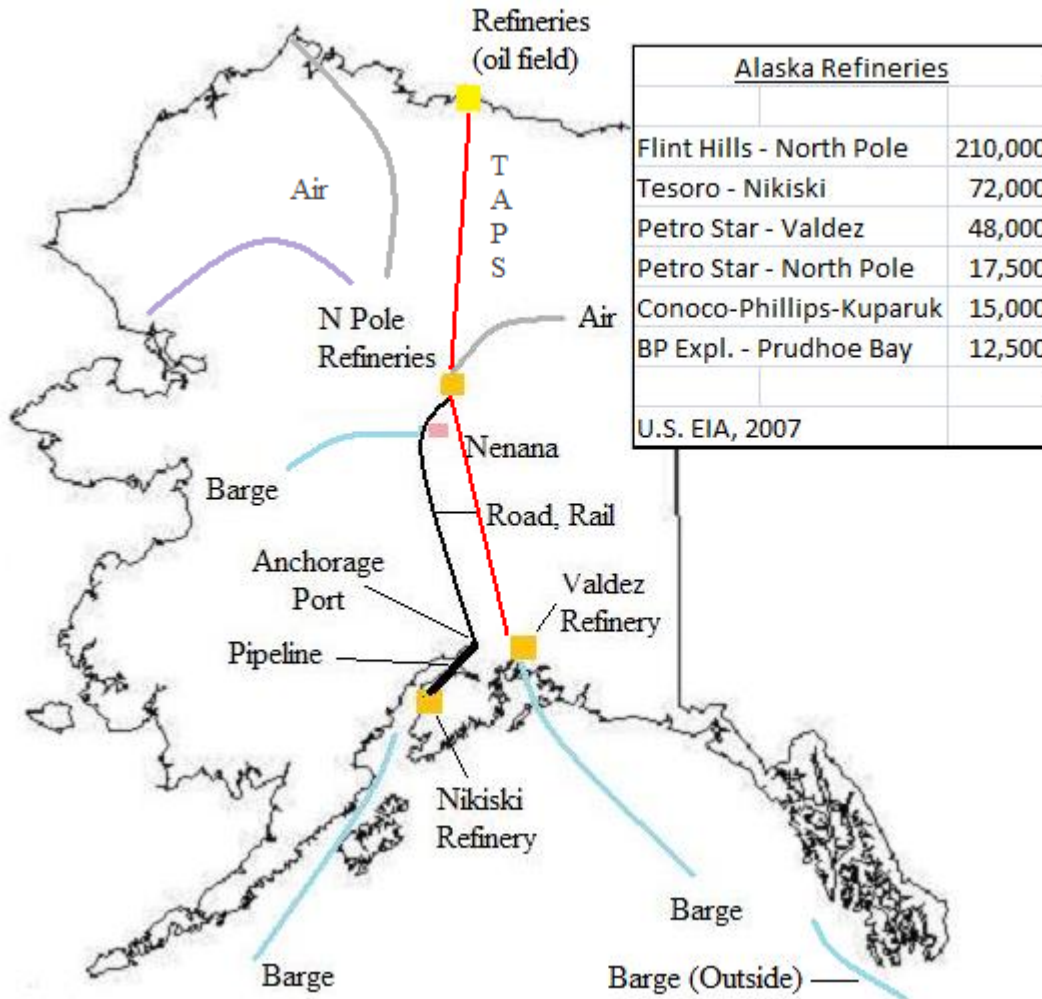 Refineries
(oil field)
Alaska Refineries
Flint Hills - North Pole 210,000
Tesoro - Nikiski 72,000
Petro Star - Valdez 48,000
Petro Star - North Pole 17,500
Conoco-Phillips-Kuparuk 15,000
BP Expl. - Prudhoe Bay 12,500
U.S. EIA, 2007
T
A
P
S
Air
N Pole
Refineries
Air
Nenana
Barge
Road, Rail
Anchorage
Port
Valdez
Refinery
Pipeline
Nikiski
Refinery
Barge
Barge
Barge (Outside)